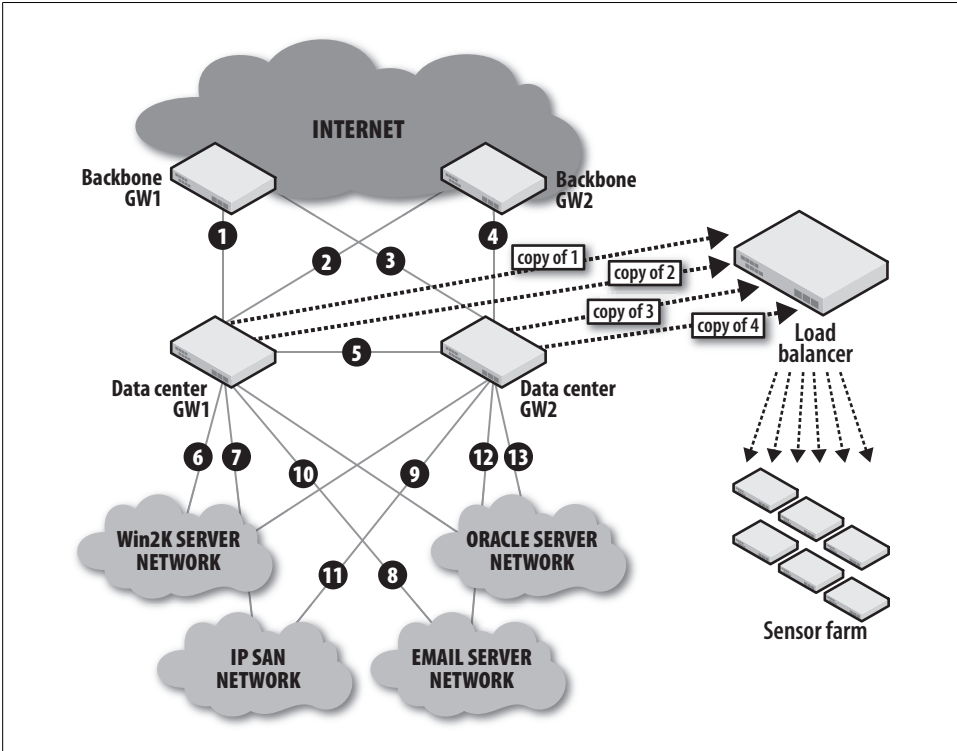 INTERNET
Backbone
GW1
Backbone
GW2
1
4
2
3
copy of 1
copy of 2
copy of 3
copy of 4
Load
balancer
5
Data center
GW1
Data center
GW2
6
7
10
9
12
13
Win2K SERVER
NETWORK
ORACLE SERVER
NETWORK
11
8
IP SAN
NETWORK
EMAIL SERVER
NETWORK
Sensor farm